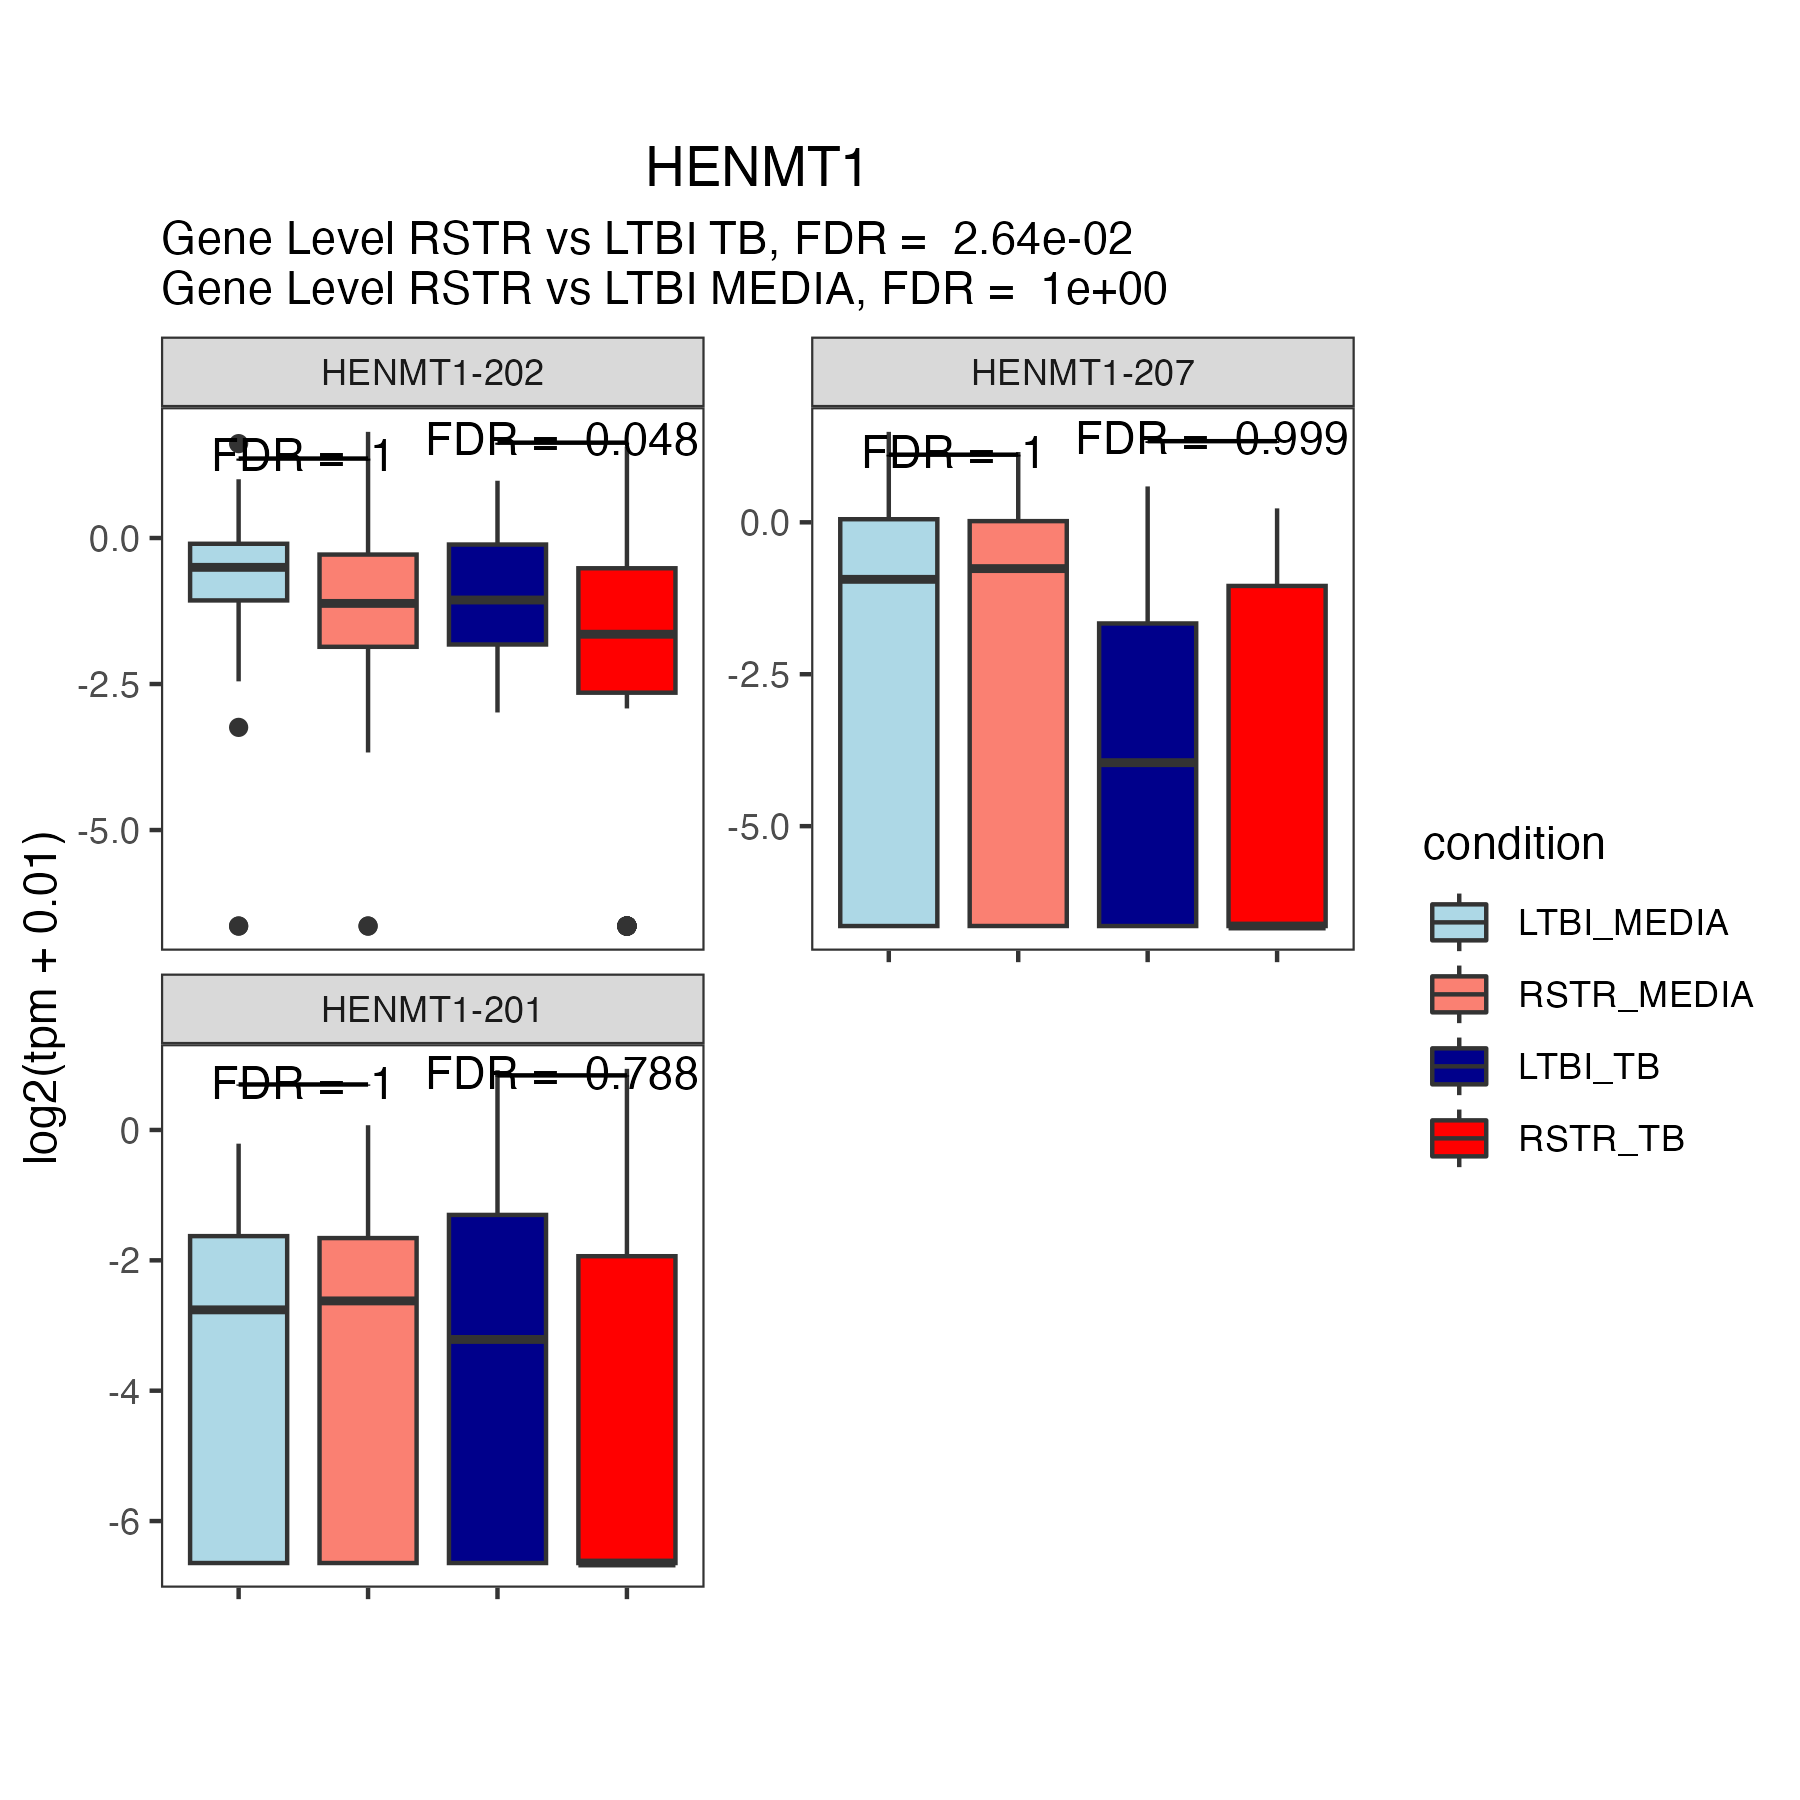 HENMT1
Gene Level RSTR vs LTBI TB, FDR =  2.64e-02
Gene Level RSTR vs LTBI MEDIA, FDR =  1e+00
HENMT1-202
FDR = 1
FDR = 0.048
0.0
-2.5
-5.0
HENMT1-207
FDR = 1
FDR = 0.999
0.0
-2.5
-5.0
HENMT1-201
FDR = 1
FDR = 0.788
0
-2
-4
-6
log2(tpm + 0.01)
condition
LTBI_MEDIA
RSTR_MEDIA
LTBI_TB
RSTR_TB